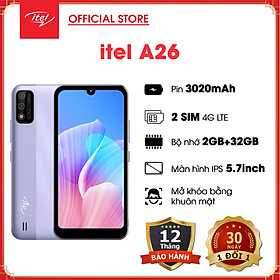 itel
OFFICIAL STORE
itel A26
Pin 3020mAh
2 SIM 4G LTE
Bộ nhớ 2GB+32GB
Màn hình IPS 5.7inch
Mở khóa bằng
khuôn mặt
itel
12
Tháng
BẢO HÀNH
30
NGÀY
1 ĐỔI 1